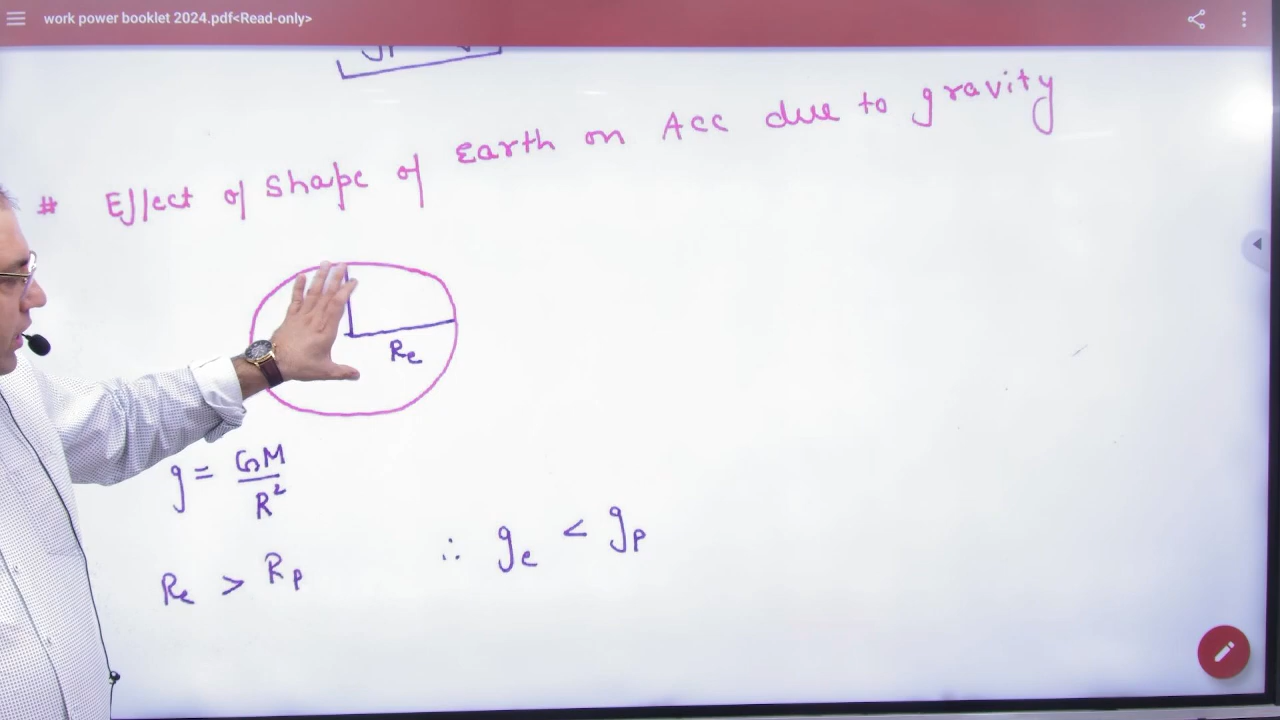 work power booklet 2024.pdf<Read-only>
# Effect of Shape of Earth on Acc due to gravity
Re
g = GM/R²
Re > Rp ∴ ge < gp